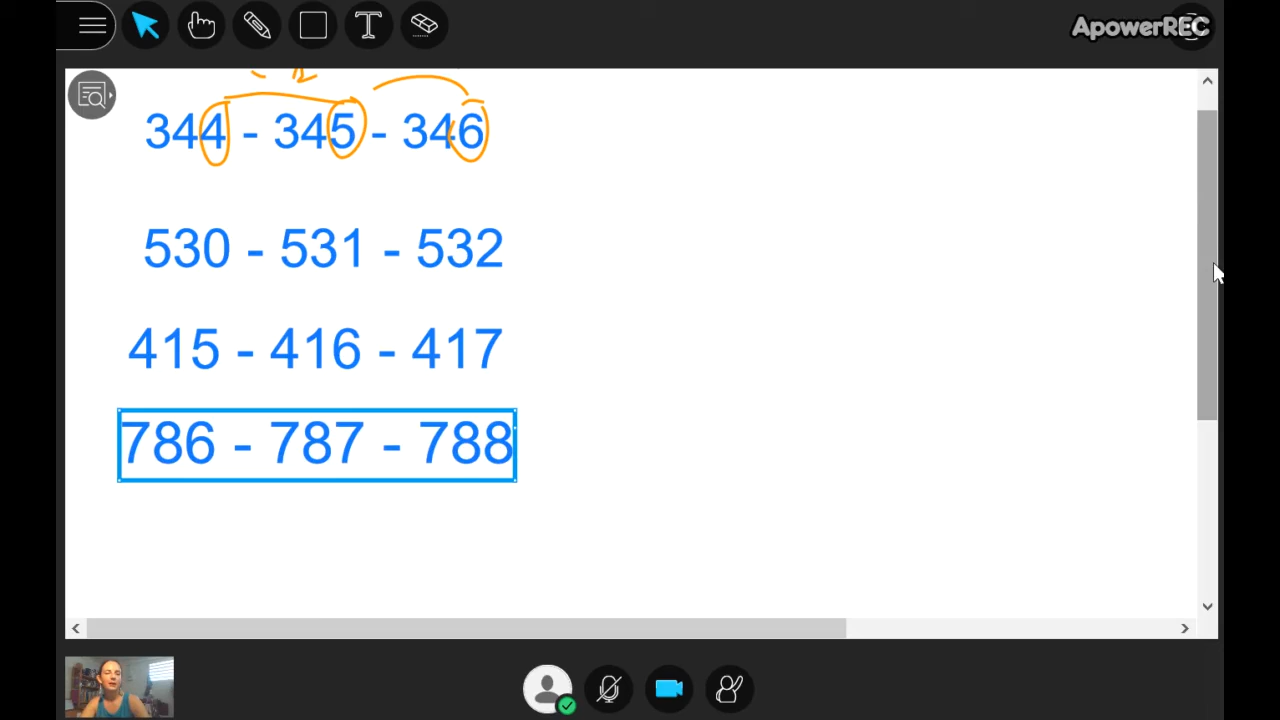 ApowerREC
344 - 345 - 346
530 - 531 - 532
415 - 416 - 417
786 - 787 - 788